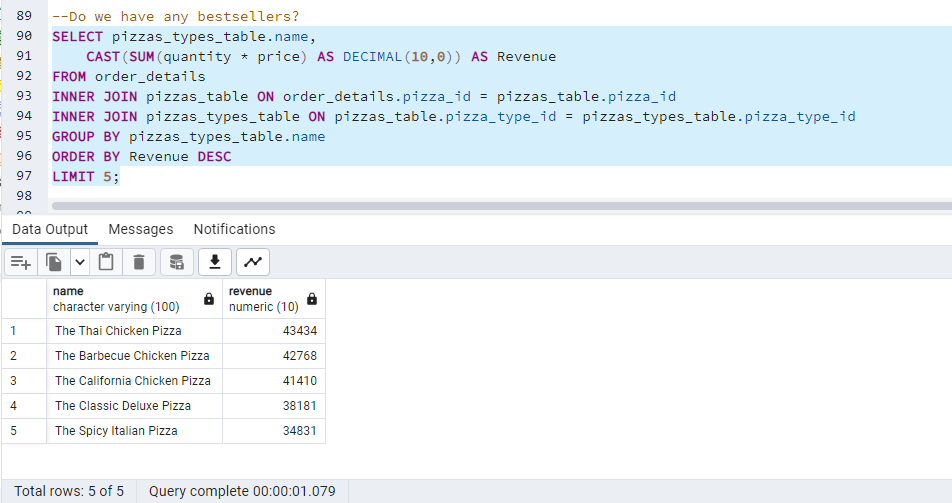 89 --Do we have any bestsellers?
90 SELECT pizzas_types_table.name,
91 CAST(SUM(quantity * price) AS DECIMAL(10,0)) AS Revenue
92 FROM order_details
93 INNER JOIN pizzas_table ON order_details.pizza_id = pizzas_table.pizza_id
94 INNER JOIN pizzas_types_table ON pizzas_table.pizza_type_id = pizzas_types_table.pizza_type_id
95 GROUP BY pizzas_types_table.name
96 ORDER BY Revenue DESC
97 LIMIT 5;
98
Data Output Messages Notifications
name revenue
character varying (100) numeric (10)
1 The Thai Chicken Pizza 43434
2 The Barbecue Chicken Pizza 42768
3 The California Chicken Pizza 41410
4 The Classic Deluxe Pizza 38181
5 The Spicy Italian Pizza 34831
Total rows: 5 of 5 Query complete 00:00:01.079